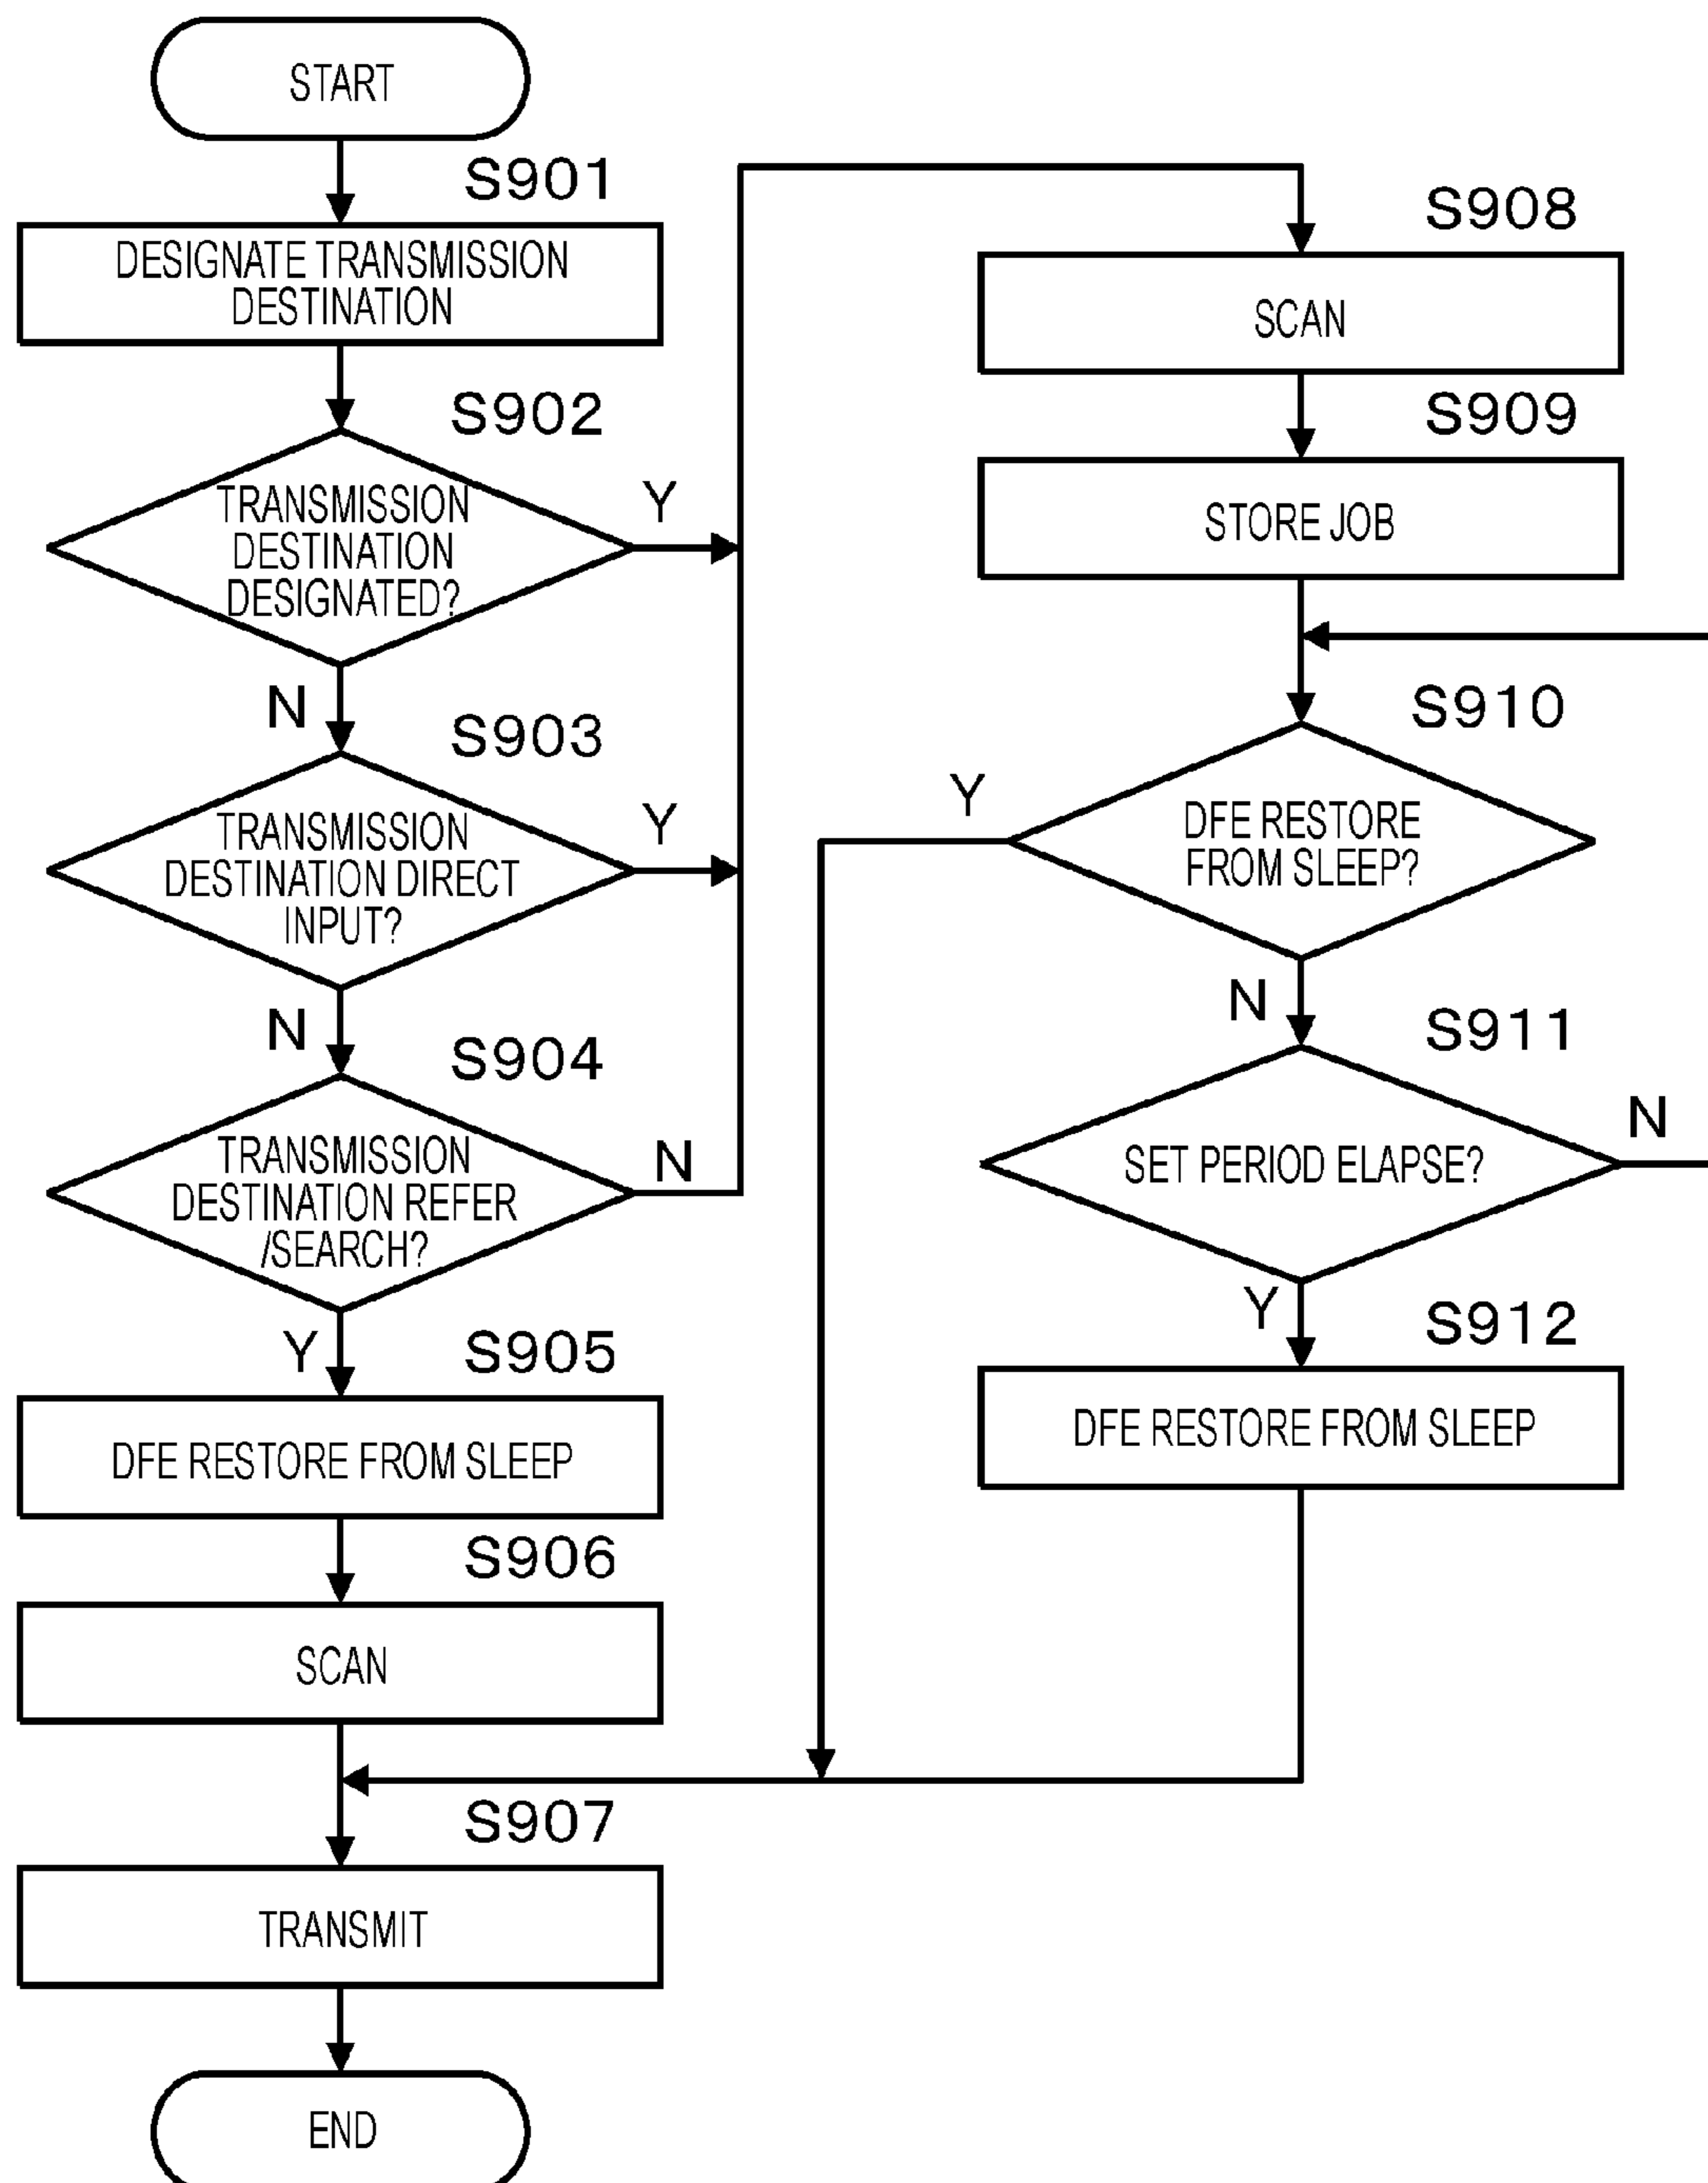 START
S901
DESIGNATE TRANSMISSION
DESTINATION
S902
TRANSMISSION
DESTINATION
DESIGNATED?
Y
N
S903
TRANSMISSION
DESTINATION DIRECT
INPUT?
Y
N
S904
TRANSMISSION
DESTINATION REFER
/SEARCH?
N
Y
S905
DFE RESTORE FROM SLEEP
S906
SCAN
S907
TRANSMIT
END
S908
SCAN
S909
STORE JOB
S910
Y
DFE RESTORE
FROM SLEEP?
N
S911
SET PERIOD ELAPSE?
N
Y
S912
DFE RESTORE FROM SLEEP